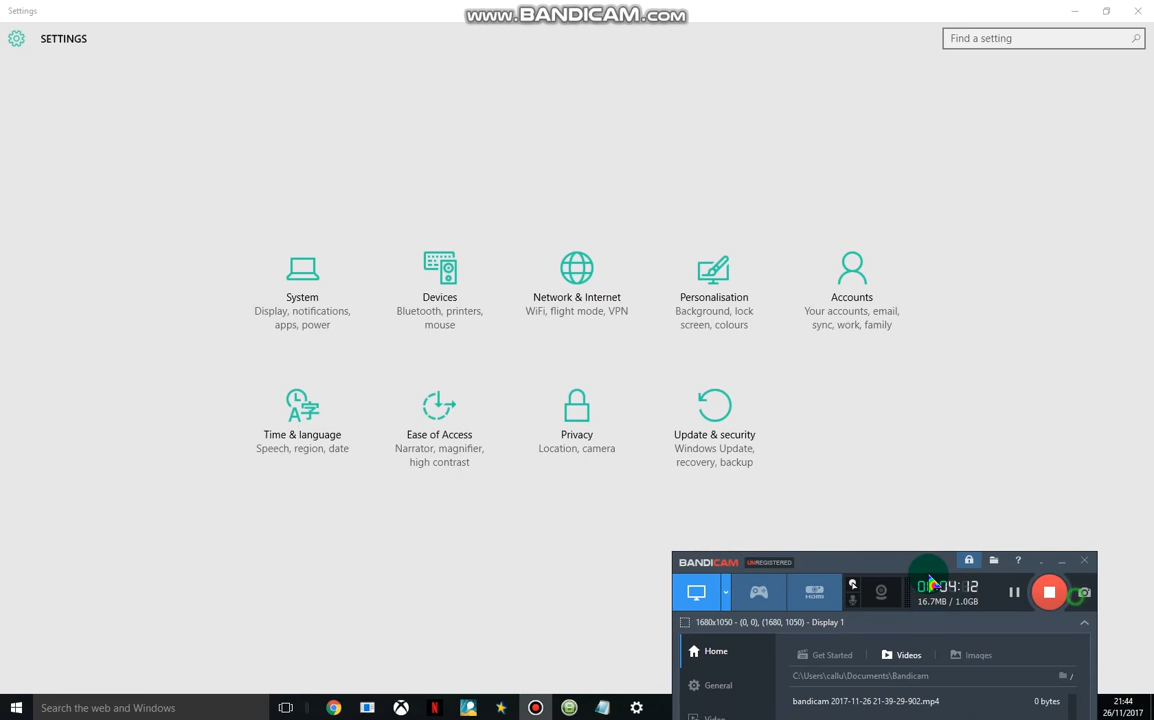 Settings
www.BANDICAM.com
SETTINGS
Find a setting
System
Display, notifications,
apps, power
Devices
Bluetooth, printers,
mouse
Network & Internet
WiFi, flight mode, VPN
Personalisation
Background, lock
screen, colours
Accounts
Your accounts, email,
sync, work, family
Time & language
Speech, region, date
Ease of Access
Narrator, magnifier,
high contrast
Privacy
Location, camera
Update & security
Windows Update,
recovery, backup
BANDICAM UNREGISTERED
HDMI
04:12
16.7MB / 1.0GB
1680x1050 - (0, 0), (1680, 1050) - Display 1
Home
Get Started
Videos
Images
C:\Users\callu\Documents\Bandicam
General
bandicam 2017-11-26 21-39-29-902.mp4 0 bytes
Video
Search the web and Windows
21:44
26/11/2017